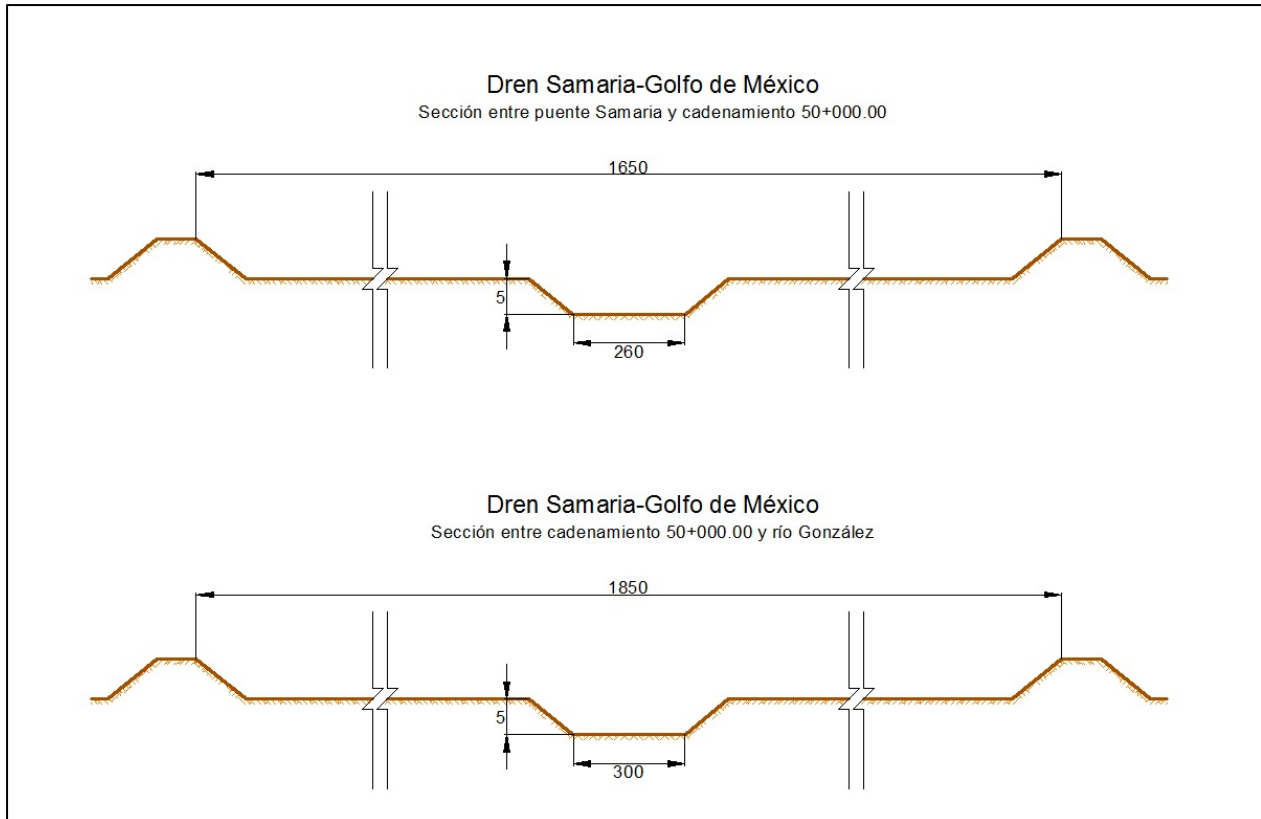 Dren Samaria-Golfo de México
Sección entre puente Samaria y cadenamiento 50+000.00
1650
5
260
Dren Samaria-Golfo de México
Sección entre cadenamiento 50+000.00 y río González
1850
5
300